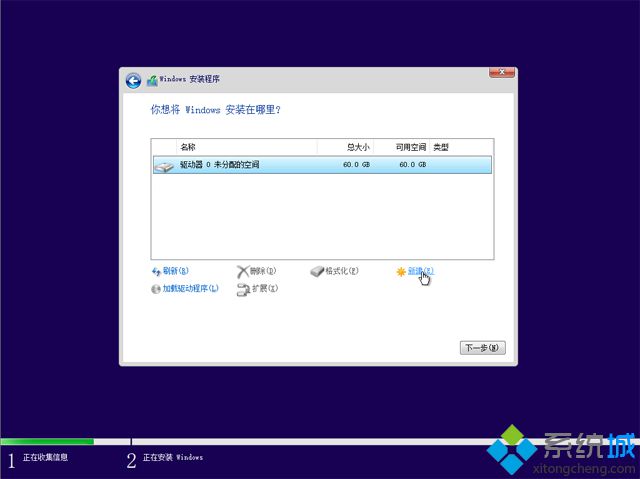 Windows 安装程序
你想将 Windows 安装在哪里?
名称 总大小 可用空间 类型
驱动器 0 未分配的空间 60.0 GB 60.0 GB
刷新(R) 删除(D) 格式化(F) 新建(E)
加载驱动程序(L) 扩展(X)
下一步(N)
1 正在收集信息 2 正在安装 Windows
系统城
xitongcheng.com